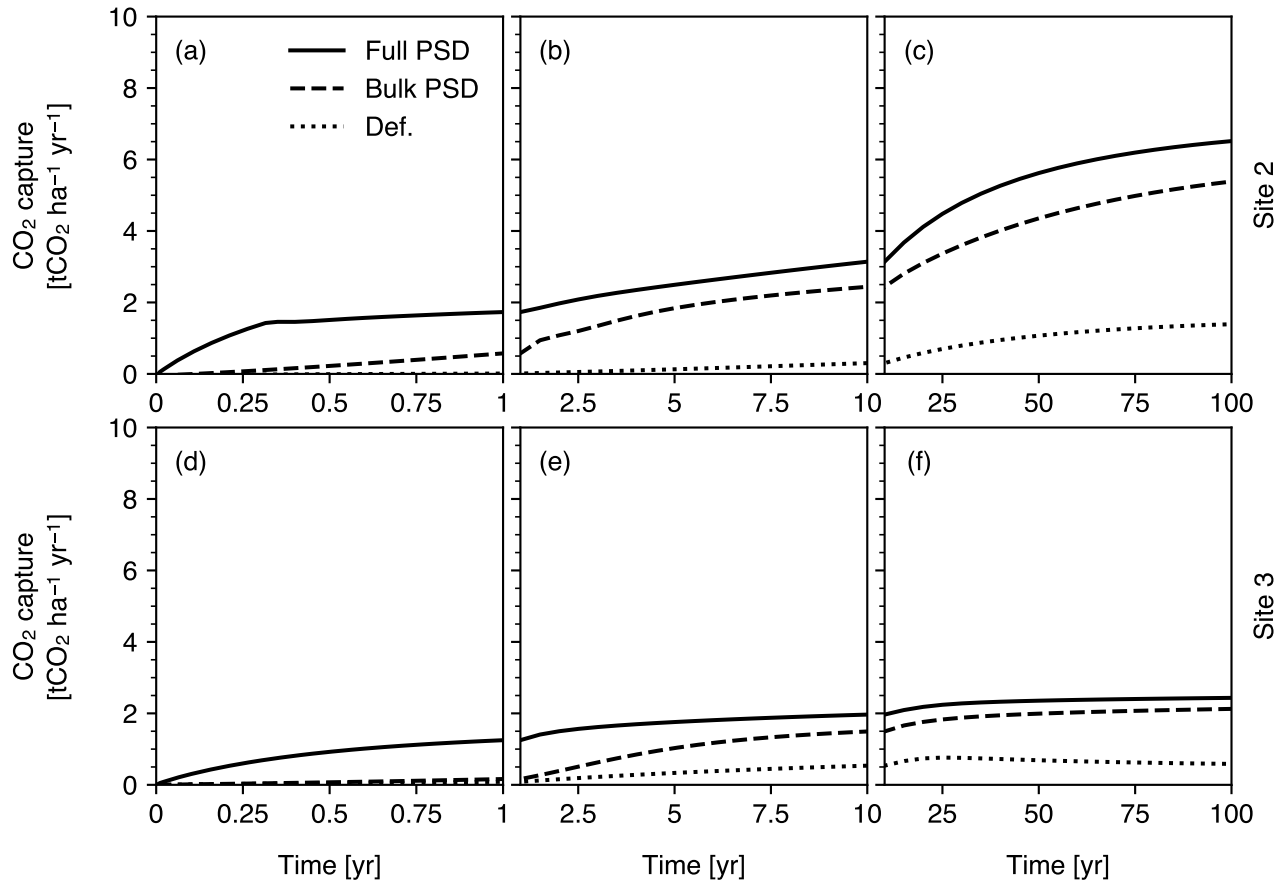 10
8
6
4
2
0
CO₂ capture
[tCO₂ ha⁻¹ yr⁻¹]
(a)
Full PSD
Bulk PSD
Def.
(b)
(c)
Site 2
0 0.25 0.5 0.75 1
2.5 5 7.5 10
25 50 75 100
10
8
6
4
2
0
CO₂ capture
[tCO₂ ha⁻¹ yr⁻¹]
(d)
(e)
(f)
Site 3
0 0.25 0.5 0.75 1
2.5 5 7.5 10
25 50 75 100
Time [yr]
Time [yr]
Time [yr]